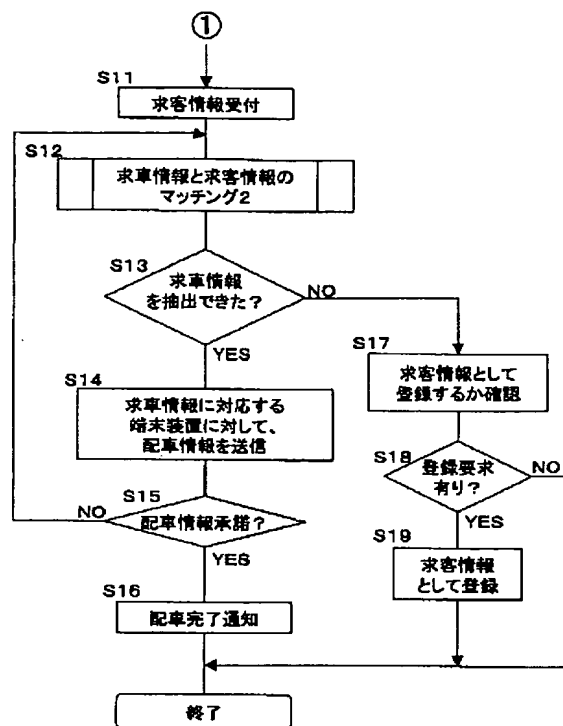 ①
S11
求客情報受付
S12
求車情報と求客情報の
マッチング2
S13
求車情報
を抽出できた?
NO
YES
S14
求車情報に対応する
端末装置に対して、
配車情報を送信
S15
配車情報承諾?
NO
YES
S16
配車完了通知
S17
求客情報として
登録するか確認
S18
登録要求
有り?
NO
YES
S19
求客情報
として登録
終了